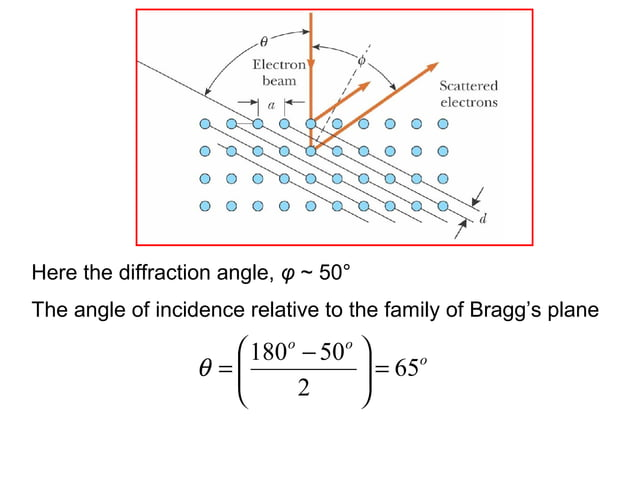 θ
ϕ
Electron
beam
a
Scattered
electrons
d
Here the diffraction angle, φ ~ 50°
The angle of incidence relative to the family of Bragg’s plane
θ = (180° − 50° / 2) = 65°